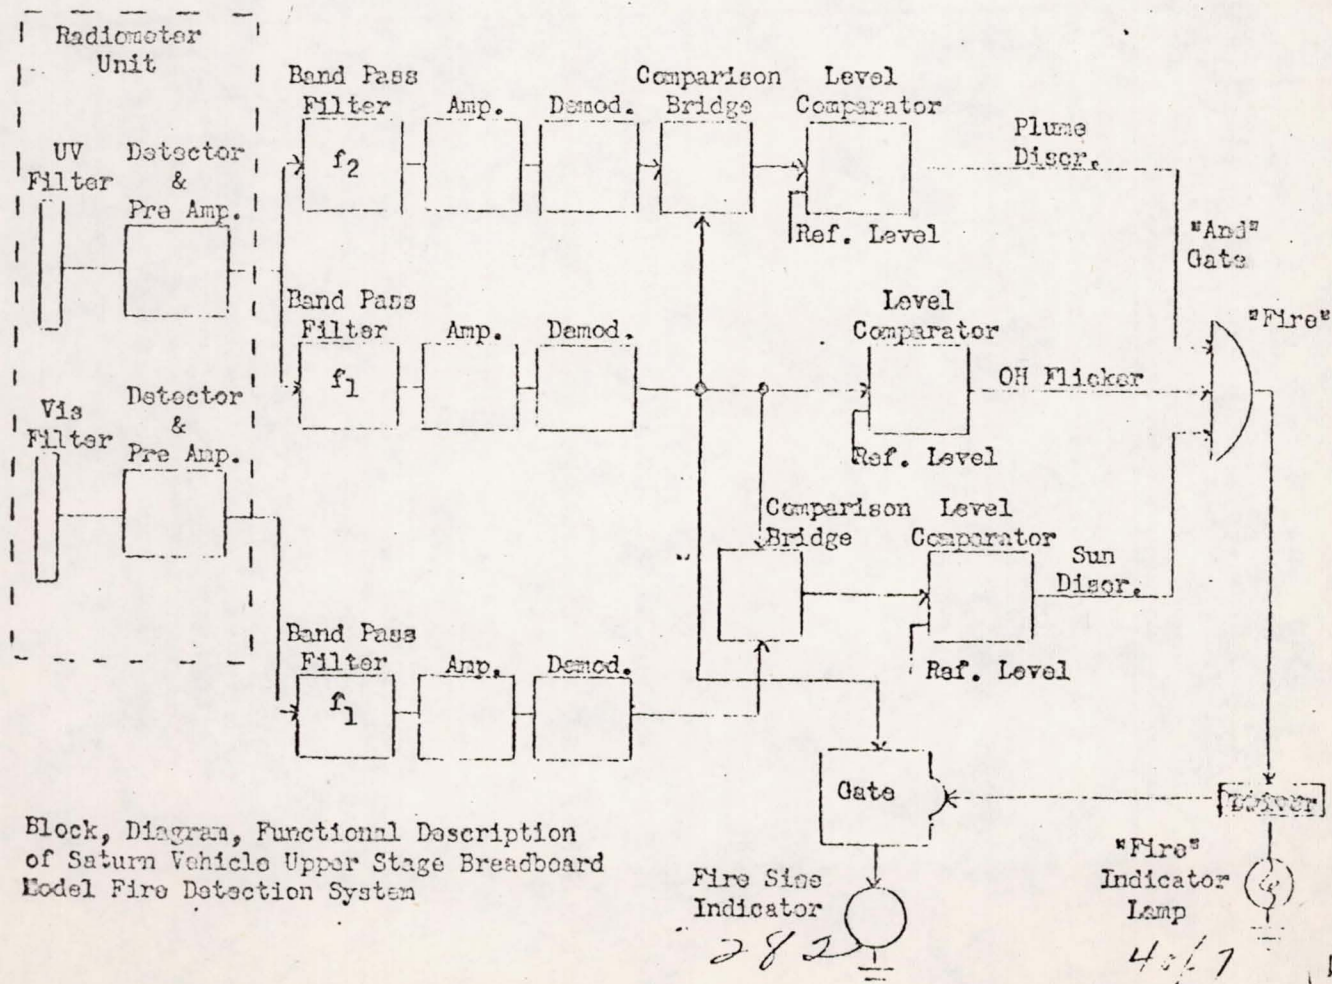 Radiometer
Unit
UV
Filter
Detector
&
Pre Amp.
Vis
Filter
Detector
&
Pre Amp.
Band Pass
Filter
f2
Amp.
Demod.
Comparison
Bridge
Level
Comparator
Ref. Level
Plume
Discr.
"And"
Gate
"Fire"
Band Pass
Filter
f1
Amp.
Demod.
Level
Comparator
Ref. Level
OH Flicker
Comparison
Bridge
Level
Comparator
Ref. Level
Sun
Discr.
Band Pass
Filter
f1
Amp.
Demod.
Gate
Driver
Fire Size
Indicator
"Fire"
Indicator
Lamp
Block, Diagram, Functional Description
of Saturn Vehicle Upper Stage Breadboard
Model Fire Detection System
282